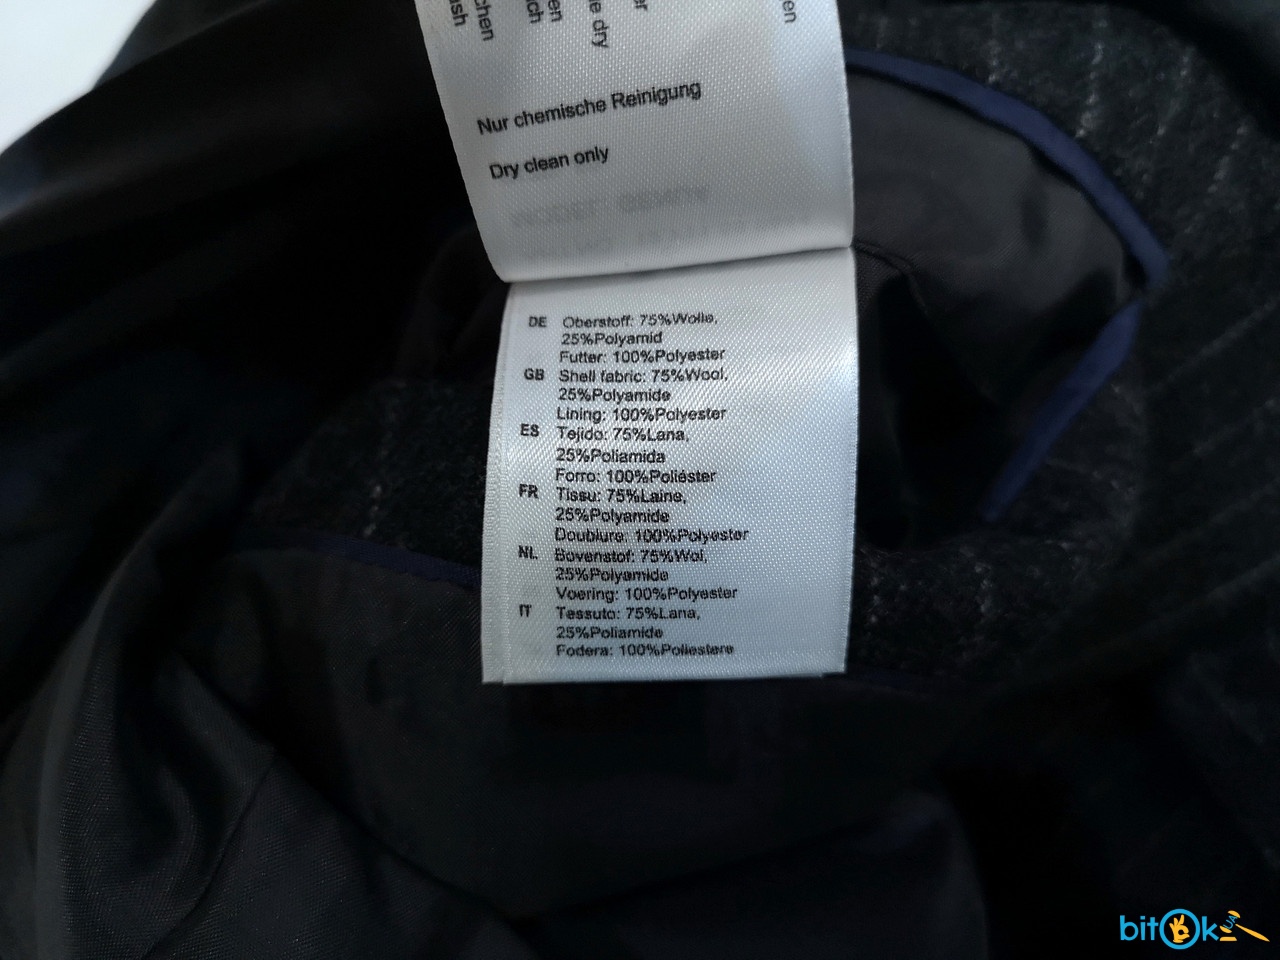 Nur chemische Reinigung
Dry clean only
DE Oberstoff: 75%Wolle,
25%Polyamid
Futter: 100%Polyester
GB Shell fabric: 75%Wool,
25%Polyamide
Lining: 100%Polyester
ES Tejido: 75%Lana,
25%Poliamida
Forro: 100%Poliéster
FR Tissu: 75%Laine,
25%Polyamide
Doublure: 100%Polyester
NL Bovenstof: 75%Wol,
25%Polyamide
Voering: 100%Polyester
IT Tessuto: 75%Lana,
25%Poliamide
Fodera: 100%Poliestere
bitOk UA